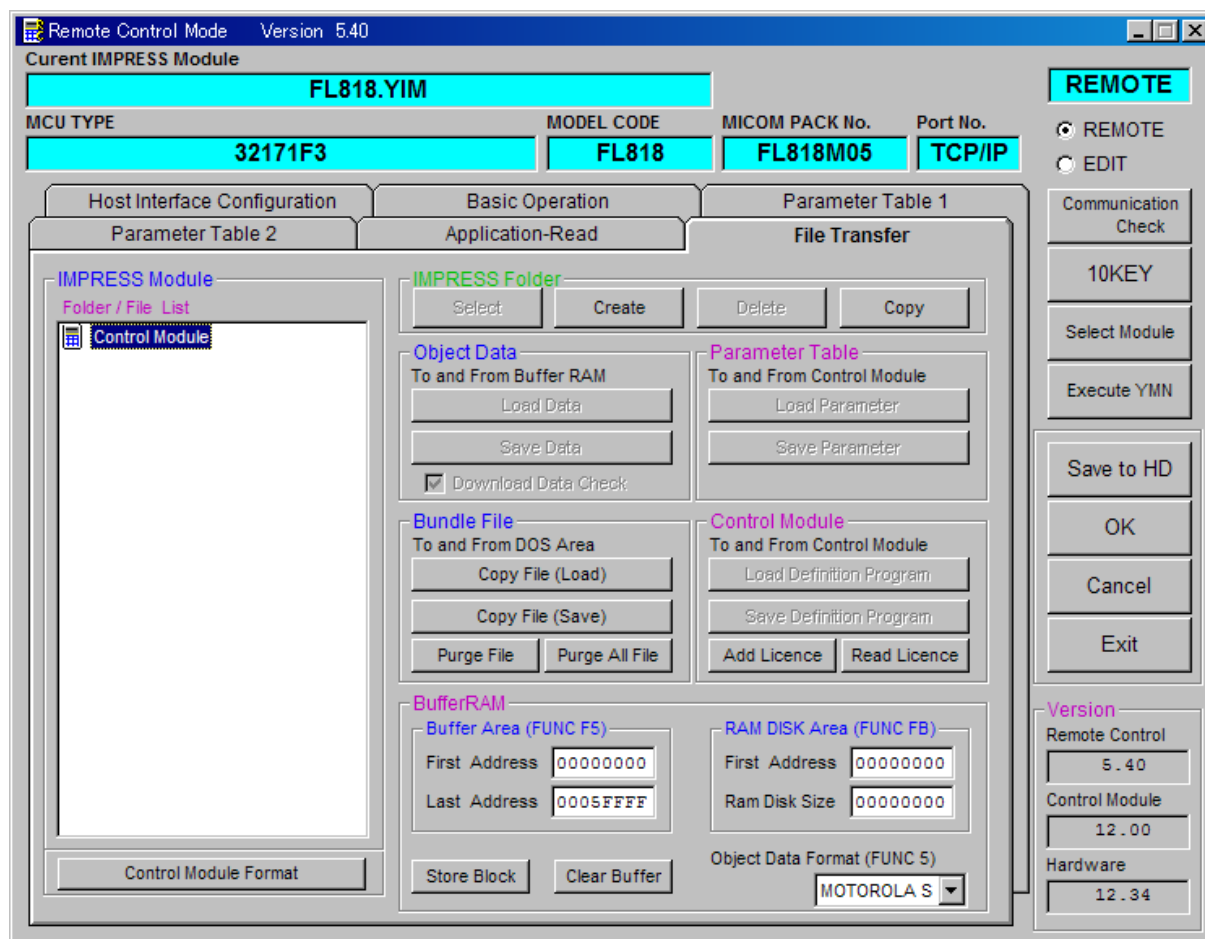 Remote Control Mode Version 5.40
Curent IMPRESS Module
FL818.YIM
REMOTE
MCU TYPE MODEL CODE MICOM PACK No. Port No.
32171F3 FL818 FL818M05 TCP/IP
REMOTE
EDIT
Host Interface Configuration Basic Operation Parameter Table 1
Parameter Table 2 Application-Read File Transfer
Communication
Check
10KEY
Select Module
Execute YMN
Save to HD
OK
Cancel
Exit
IMPRESS Module
Folder / File List
Control Module
Control Module Format
IMPRESS Folder
Select Create Delete Copy
Object Data
To and From Buffer RAM
Load Data
Save Data
Download Data Check
Parameter Table
To and From Control Module
Load Parameter
Save Parameter
Bundle File
To and From DOS Area
Copy File (Load)
Copy File (Save)
Purge File Purge All File
Control Module
To and From Control Module
Load Definition Program
Save Definition Program
Add Licence Read Licence
BufferRAM
Buffer Area (FUNC F5)
First Address 00000000
Last Address 0005FFFF
RAM DISK Area (FUNC FB)
First Address 00000000
Ram Disk Size 00000000
Store Block Clear Buffer
Object Data Format (FUNC 5)
MOTOROLA S
Version
Remote Control
5.40
Control Module
12.00
Hardware
12.34